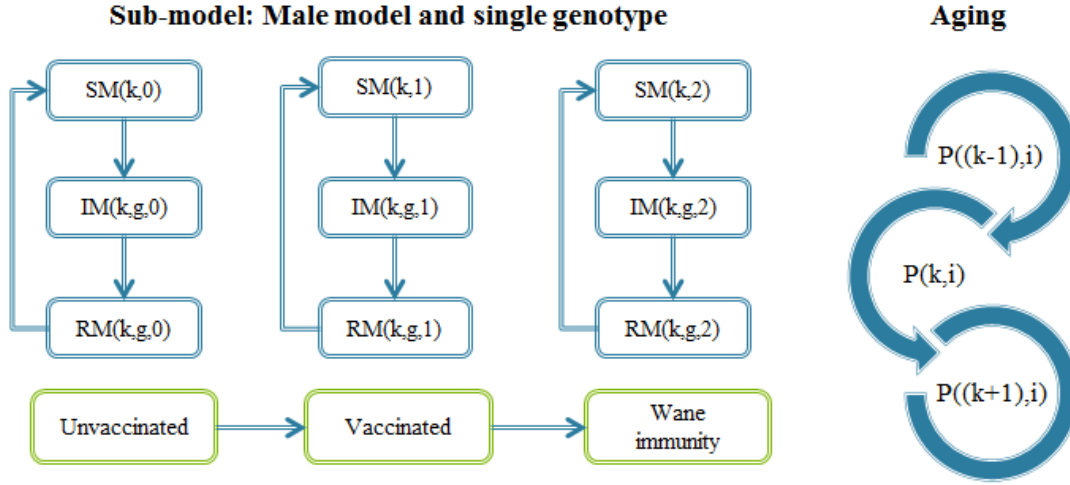 Sub-model: Male model and single genotype
Aging
SM(k,0)
SM(k,1)
SM(k,2)
IM(k,g,0)
IM(k,g,1)
IM(k,g,2)
RM(k,g,0)
RM(k,g,1)
RM(k,g,2)
Unvaccinated
Vaccinated
Wane
immunity
P((k-1),i)
P(k,i)
P((k+1),i)